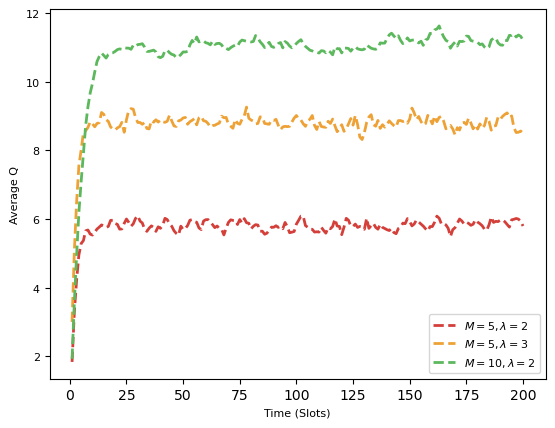 12
10
8
6
4
2
Average Q
0 25 50 75 100 125 150 175 200
Time (Slots)
M = 5, λ = 2
M = 5, λ = 3
M = 10, λ = 2